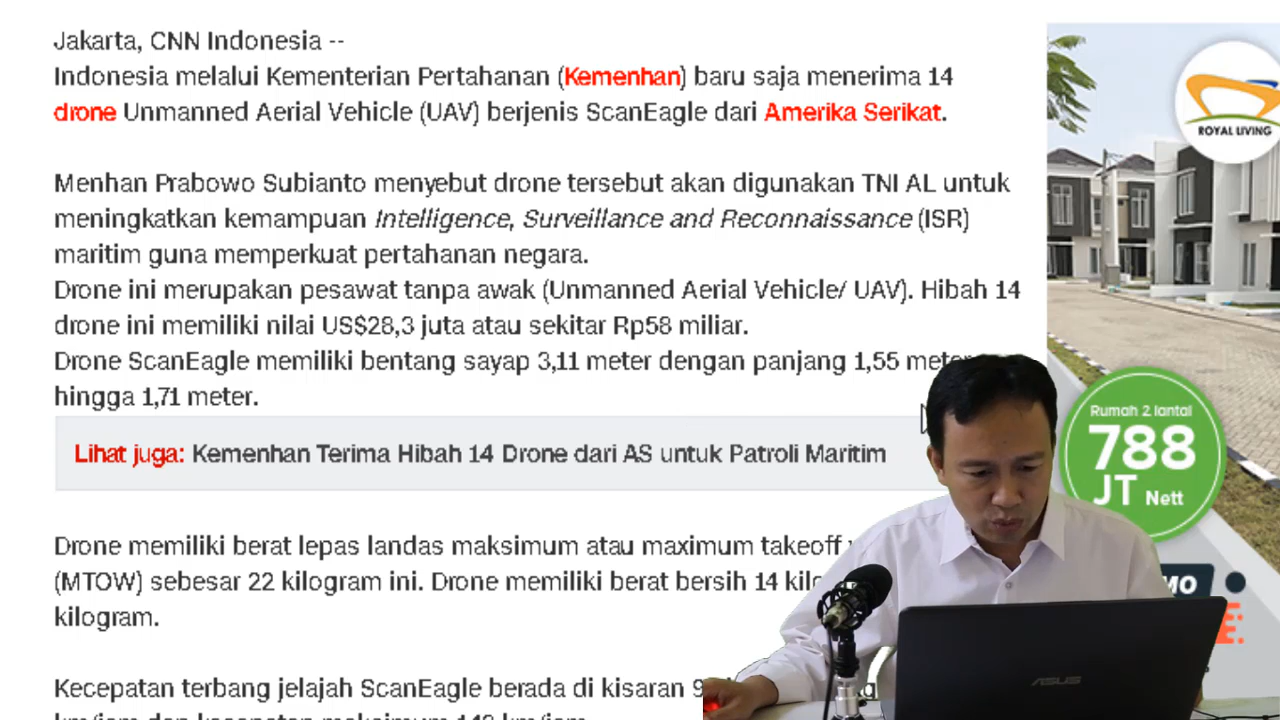 Jakarta, CNN Indonesia --
Indonesia melalui Kementerian Pertahanan (Kemenhan) baru saja menerima 14
drone Unmanned Aerial Vehicle (UAV) berjenis ScanEagle dari Amerika Serikat.
Menhan Prabowo Subianto menyebut drone tersebut akan digunakan TNI AL untuk
meningkatkan kemampuan Intelligence, Surveillance and Reconnaissance (ISR)
maritim guna memperkuat pertahanan negara.
Drone ini merupakan pesawat tanpa awak (Unmanned Aerial Vehicle/ UAV). Hibah 14
drone ini memiliki nilai US$28,3 juta atau sekitar Rp58 miliar.
Drone ScanEagle memiliki bentang sayap 3,11 meter dengan panjang 1,55 meter
hingga 1,71 meter.
Lihat juga: Kemenhan Terima Hibah 14 Drone dari AS untuk Patroli Maritim
Drone memiliki berat lepas landas maksimum atau maximum takeoff
(MTOW) sebesar 22 kilogram ini. Drone memiliki berat bersih 14
kilogram.
Kecepatan terbang jelajah ScanEagle berada di kisaran
ROYAL LIVING
Rumah 2 lantai
788
JT Nett
ASUS